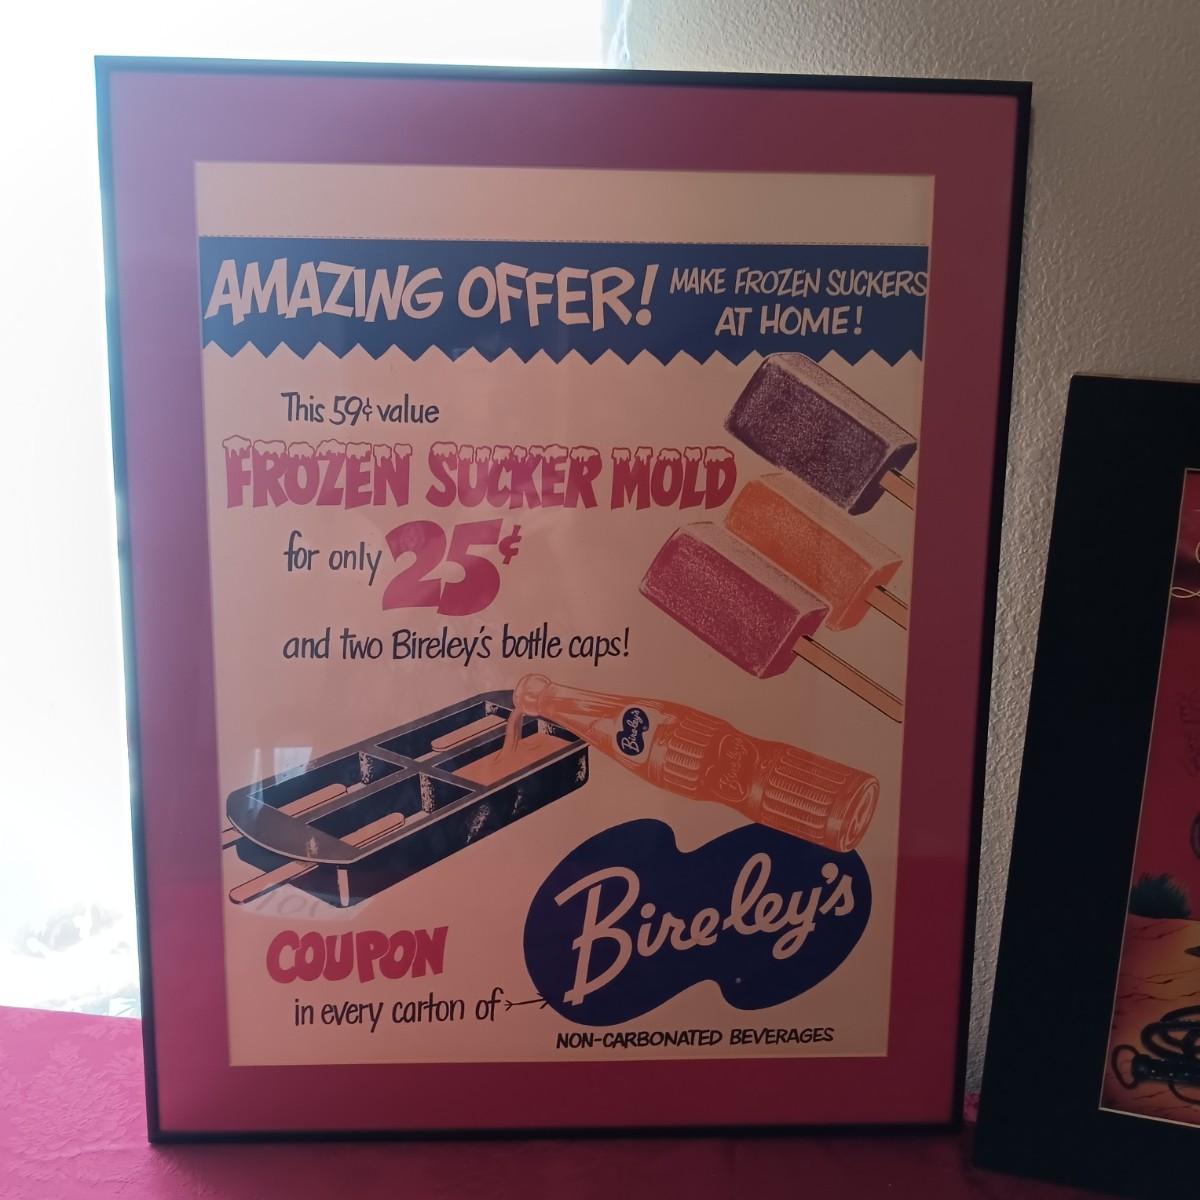 AMAZING OFFER! MAKE FROZEN SUCKERS
AT HOME!
This 59¢ value
FROZEN SUCKER MOLD
for only 25¢
and two Bireley's bottle caps!
Bireley's
Bireley's
Bireley's
COUPON
in every carton of
NON-CARBONATED BEVERAGES